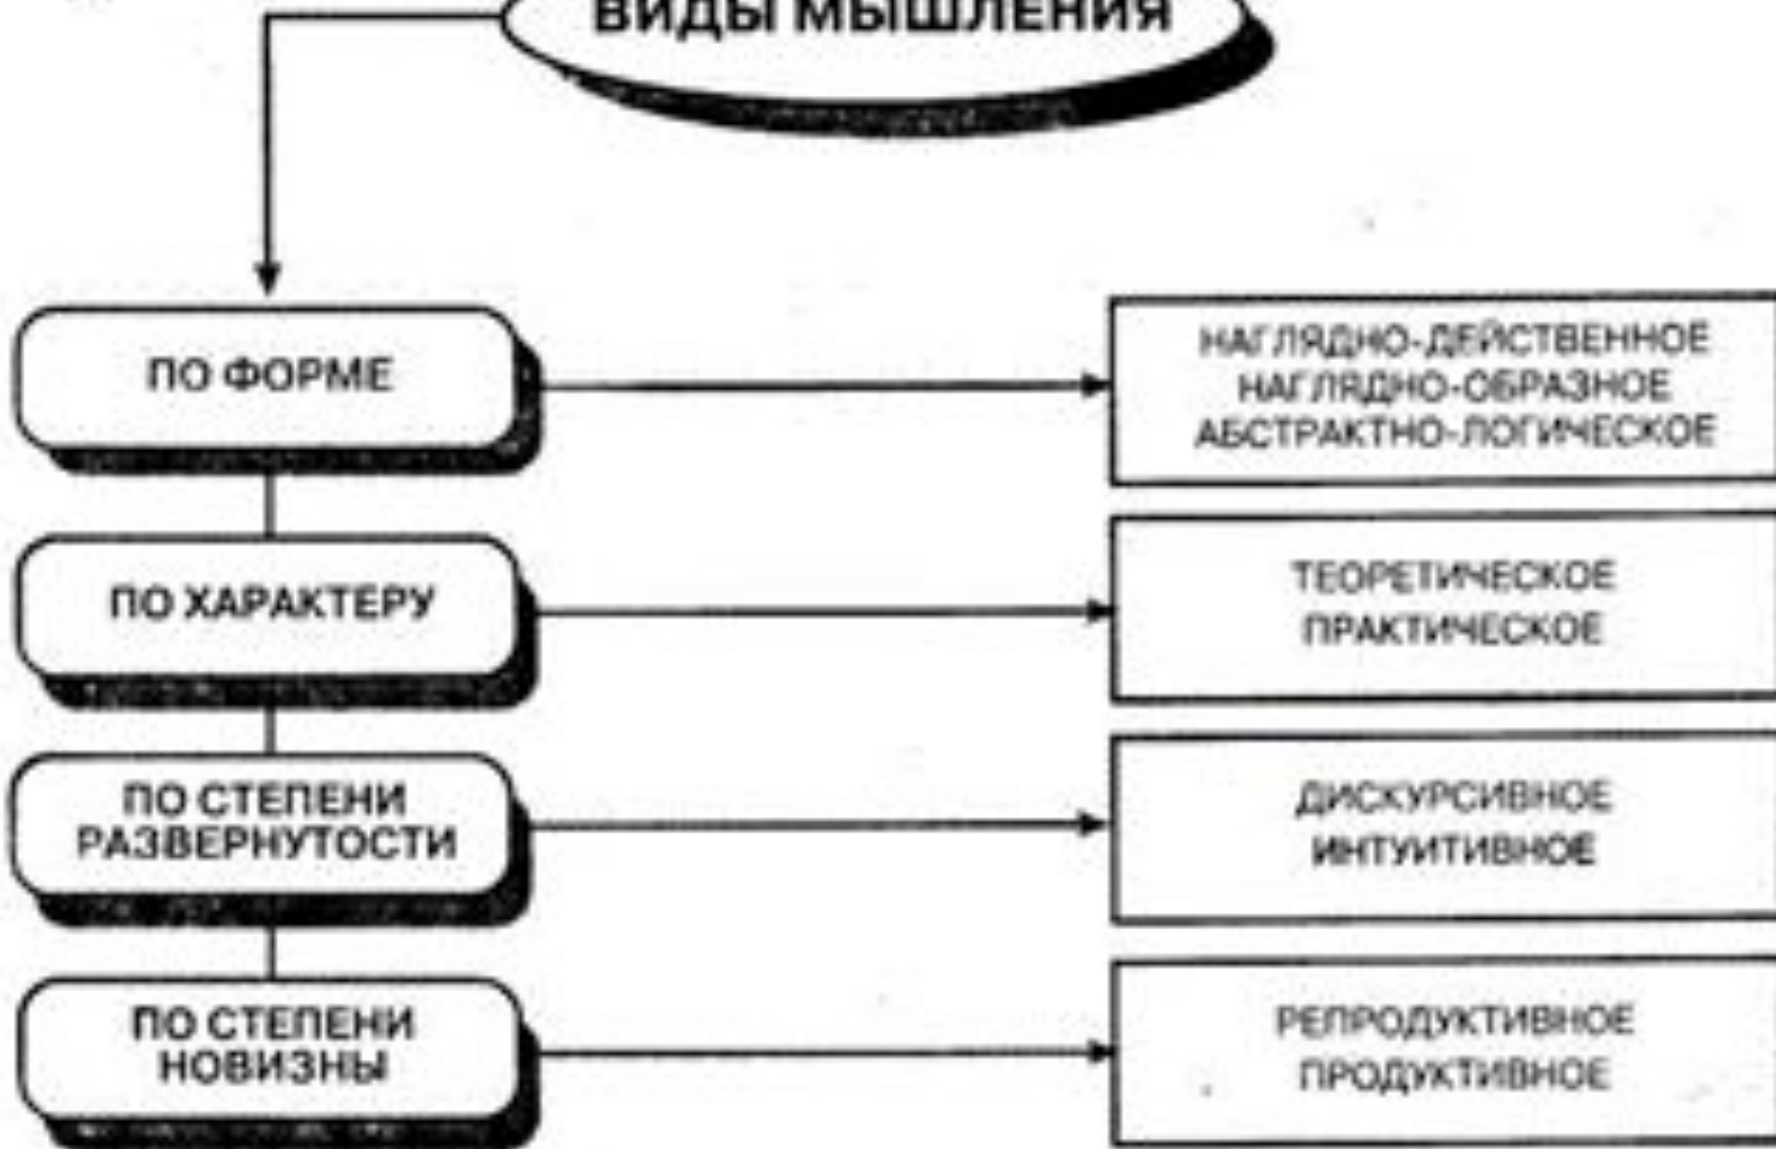 ВИДЫ МЫШЛЕНИЯ
ПО ФОРМЕ
НАГЛЯДНО-ДЕЙСТВЕННОЕ
НАГЛЯДНО-ОБРАЗНОЕ
АБСТРАКТНО-ЛОГИЧЕСКОЕ
ПО ХАРАКТЕРУ
ТЕОРЕТИЧЕСКОЕ
ПРАКТИЧЕСКОЕ
ПО СТЕПЕНИ
РАЗВЕРНУТОСТИ
ДИСКУРСИВНОЕ
ИНТУИТИВНОЕ
ПО СТЕПЕНИ
НОВИЗНЫ
РЕПРОДУКТИВНОЕ
ПРОДУКТИВНОЕ